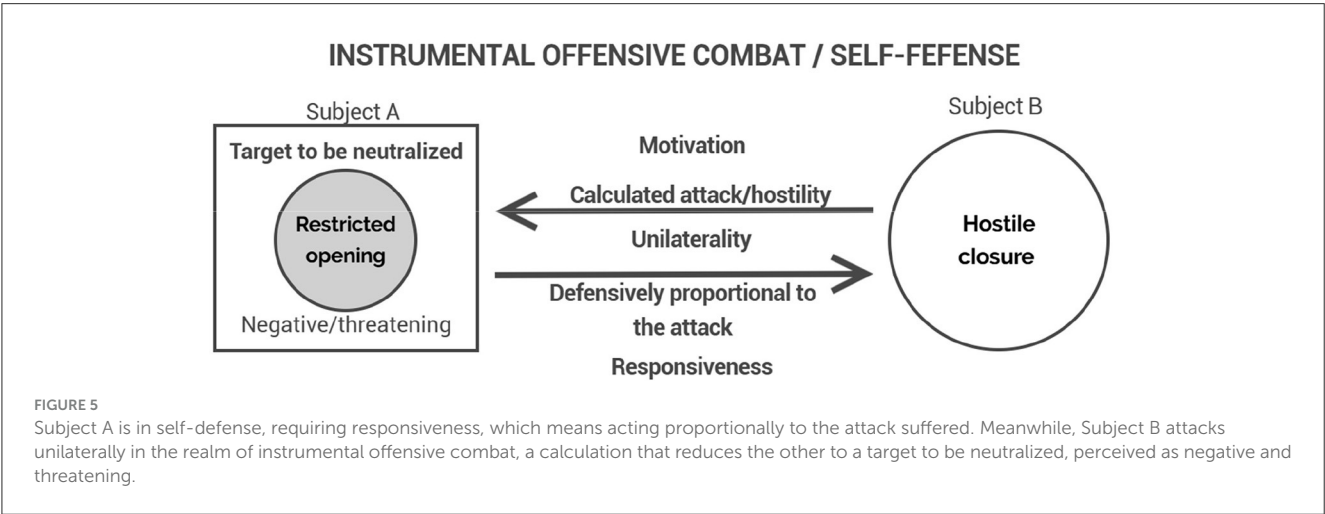 INSTRUMENTAL OFFENSIVE COMBAT / SELF-FEFENSE
Subject A
Target to be neutralized
Restricted
opening
Negative/threatening
Motivation
Calculated attack/hostility
Unilaterality
Defensively proportional to
the attack
Responsiveness
Subject B
Hostile
closure
FIGURE 5
Subject A is in self-defense, requiring responsiveness, which means acting proportionally to the attack suffered. Meanwhile, Subject B attacks
unilaterally in the realm of instrumental offensive combat, a calculation that reduces the other to a target to be neutralized, perceived as negative and
threatening.